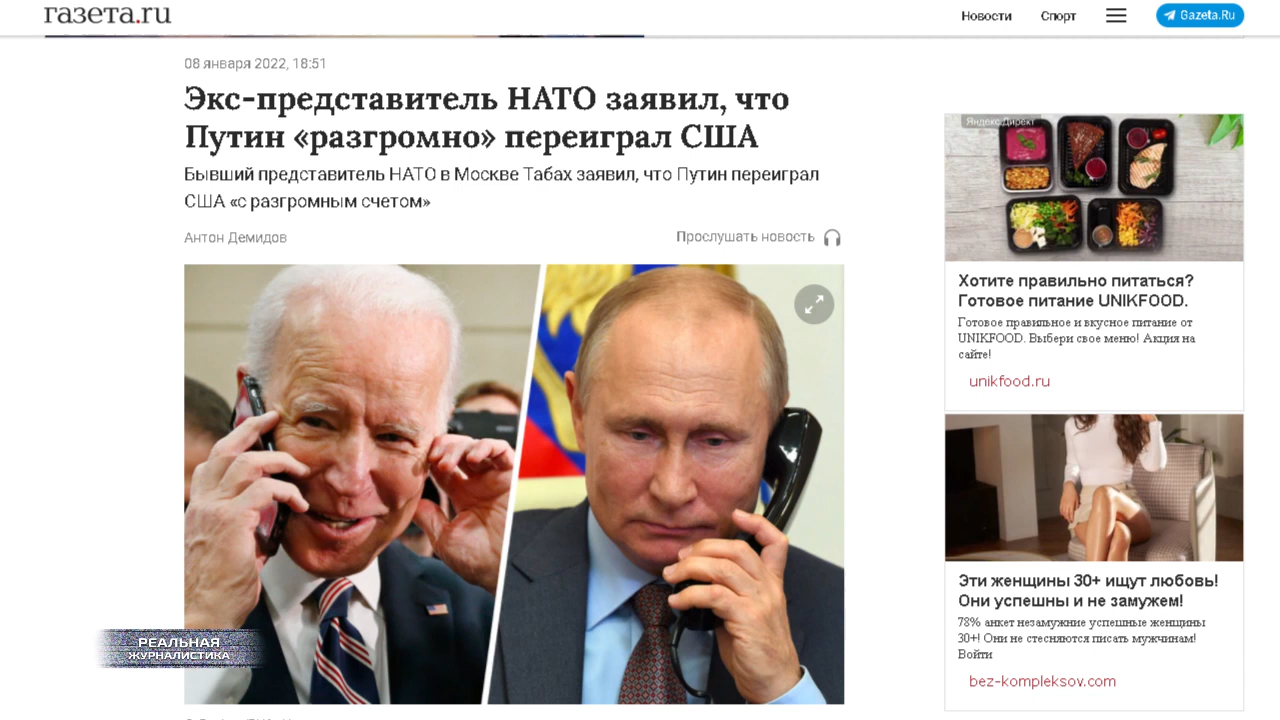 газета.ru
Новости
Спорт
Gazeta.Ru
08 января 2022, 18:51
Экс-представитель НАТО заявил, что
Путин «разгромно» переиграл США
Бывший представитель НАТО в Москве Табах заявил, что Путин переиграл
США «с разгромным счетом»
Антон Демидов
Прослушать новость
РЕАЛЬНАЯ
ЖУРНАЛИСТИКА
Яндекс.Директ
Хотите правильно питаться?
Готовое питание UNIKFOOD.
Готовое правильное и вкусное питание от
UNIKFOOD. Выбери свое меню! Акция на
сайте!
unikfood.ru
Эти женщины 30+ ищут любовь!
Они успешны и не замужем!
78% анкет незамужние успешные женщины
30+! Они не стесняются писать мужчинам!
Войти
bez-kompleksov.com